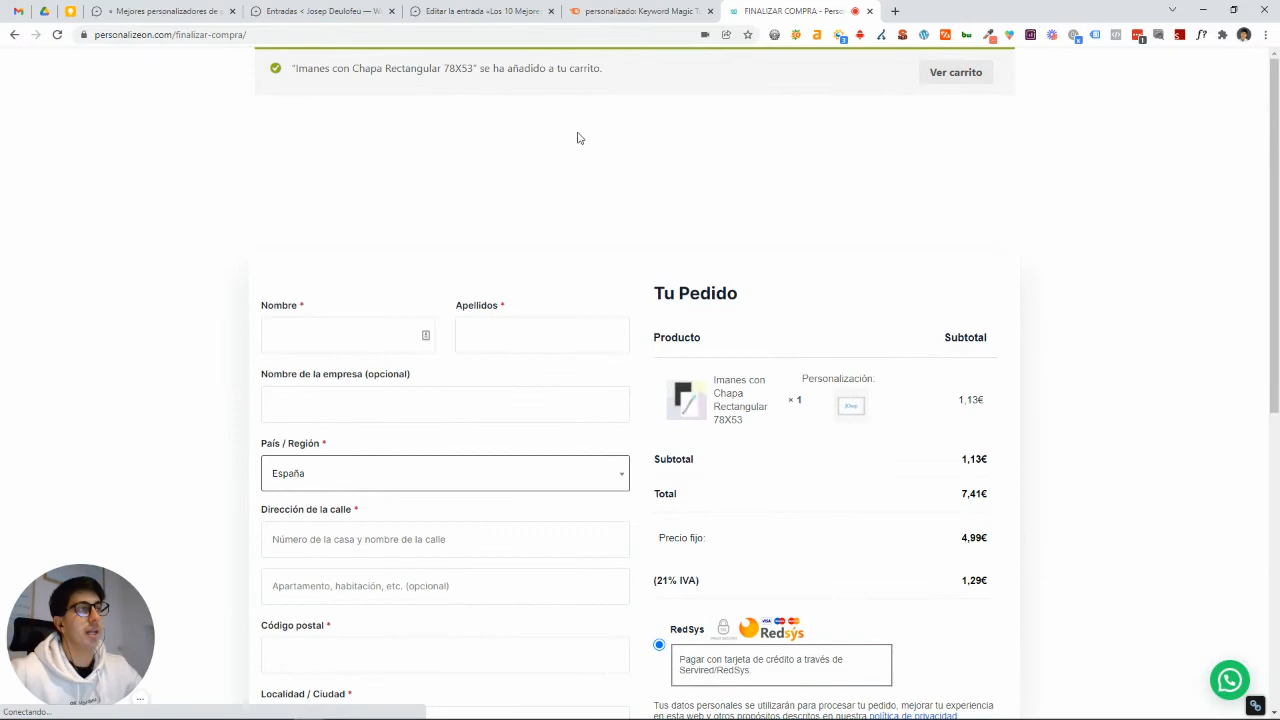 « Mejores personalizadores de
Entradas < Josep Deulofeu — W
Editar la entrada «Los 10 Mejore
personalizado: Keyword Magic T
FINALIZAR COMPRA - Perso
personalizeon.com/finalizar-compra/
"Imanes con Chapa Rectangular 78X53" se ha añadido a tu carrito.
Ver carrito
Nombre *
Apellidos *
Nombre de la empresa (opcional)
País / Región *
España
Dirección de la calle *
Número de la casa y nombre de la calle
Apartamento, habitación, etc. (opcional)
Código postal *
Localidad / Ciudad *
Tu Pedido
Producto
Subtotal
Imanes con
Chapa
Rectangular
78X53
× 1
Personalización:
1,13€
Subtotal
1,13€
Total
7,41€
Precio fijo:
4,99€
(21% IVA)
1,29€
RedSys
Redsýs
Pagar con tarjeta de crédito a través de
Servired/RedSys.
Tus datos personales se utilizarán para procesar tu pedido, mejorar tu experiencia
en esta web y otros propósitos descritos en nuestra política de privacidad
Conectando...